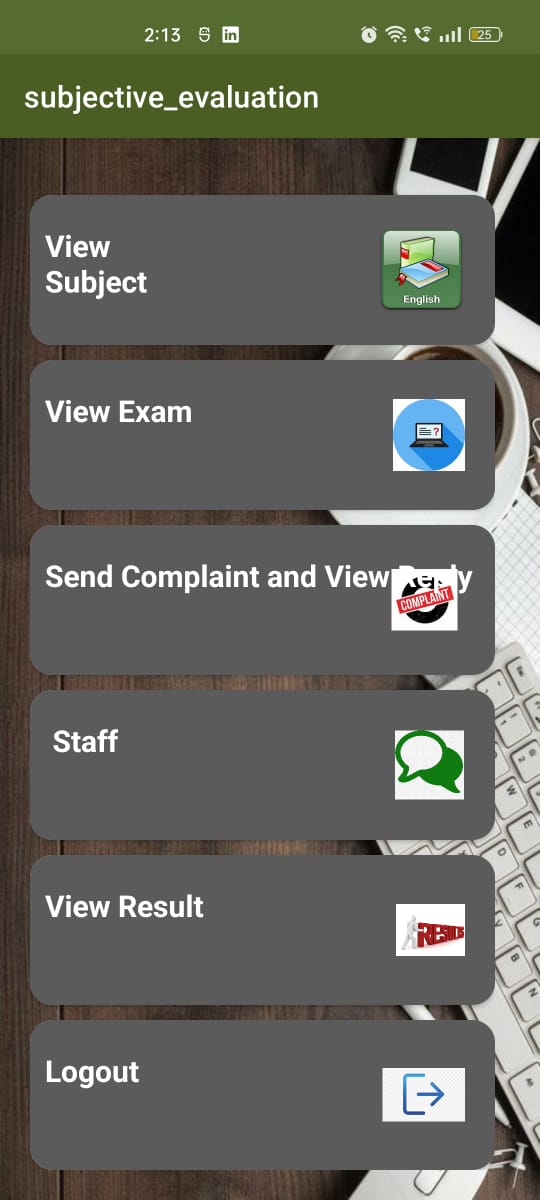 2:13
25
subjective_evaluation
View
Subject
English
View Exam
?
Send Complaint and View Reply
COMPLAINT
Staff
View Result
RESULTS
Logout